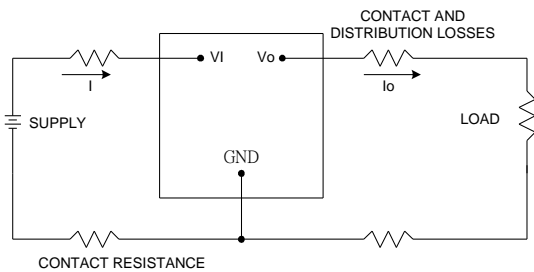 CONTACT AND
DISTRIBUTION LOSSES
VI
Vo
I
Io
SUPPLY
LOAD
GND
CONTACT RESISTANCE